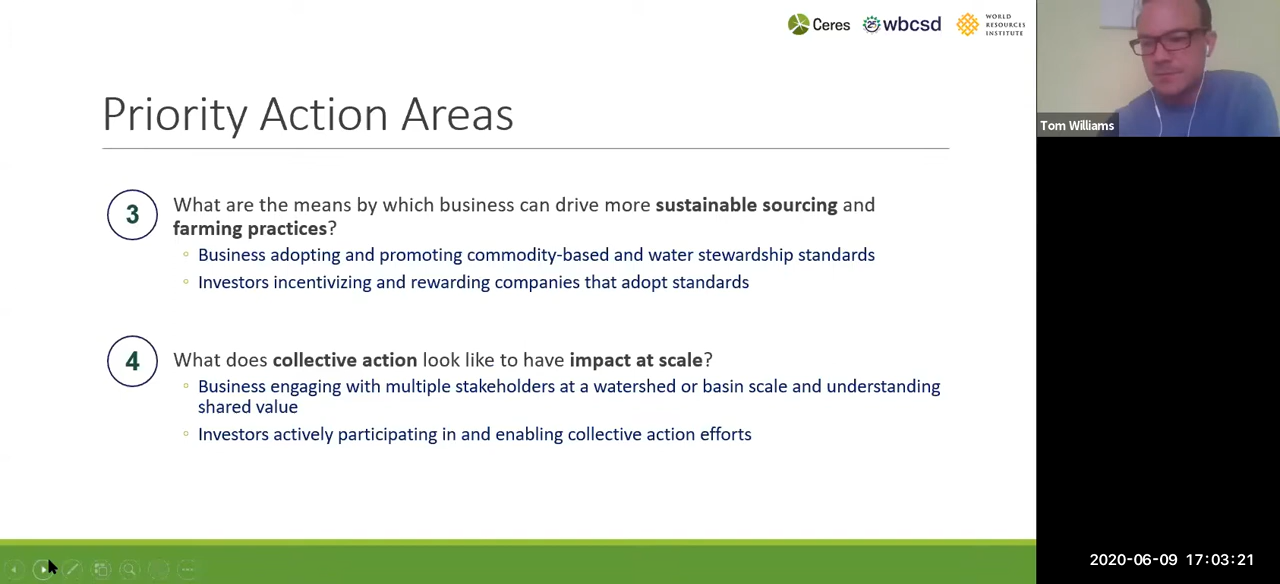 Ceres
25
wbcsd
WORLD
RESOURCES
INSTITUTE
Tom Williams
Priority Action Areas
3
What are the means by which business can drive more sustainable sourcing and
farming practices?
Business adopting and promoting commodity-based and water stewardship standards
Investors incentivizing and rewarding companies that adopt standards
4
What does collective action look like to have impact at scale?
Business engaging with multiple stakeholders at a watershed or basin scale and understanding
shared value
Investors actively participating in and enabling collective action efforts
2020-06-09 17:03:21